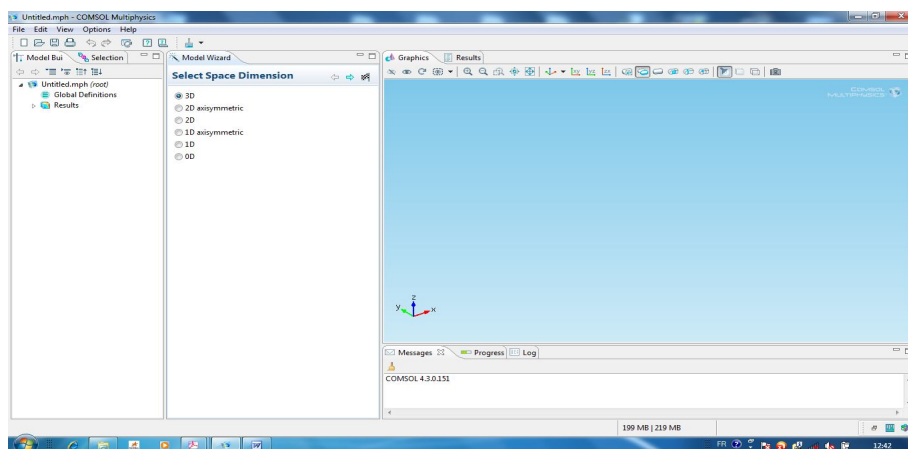 Untitled.mph - COMSOL Multiphysics
File Edit View Options Help
Model Bui
Selection
Model Wizard
Graphics
Results
Untitled.mph (root)
Global Definitions
Results
Select Space Dimension
3D
2D axisymmetric
2D
1D axisymmetric
1D
0D
COMSOL
MULTIPHYSICS
z
y
x
Messages
Progress
Log
COMSOL 4.3.0.151
199 MB | 219 MB
FR
12:42